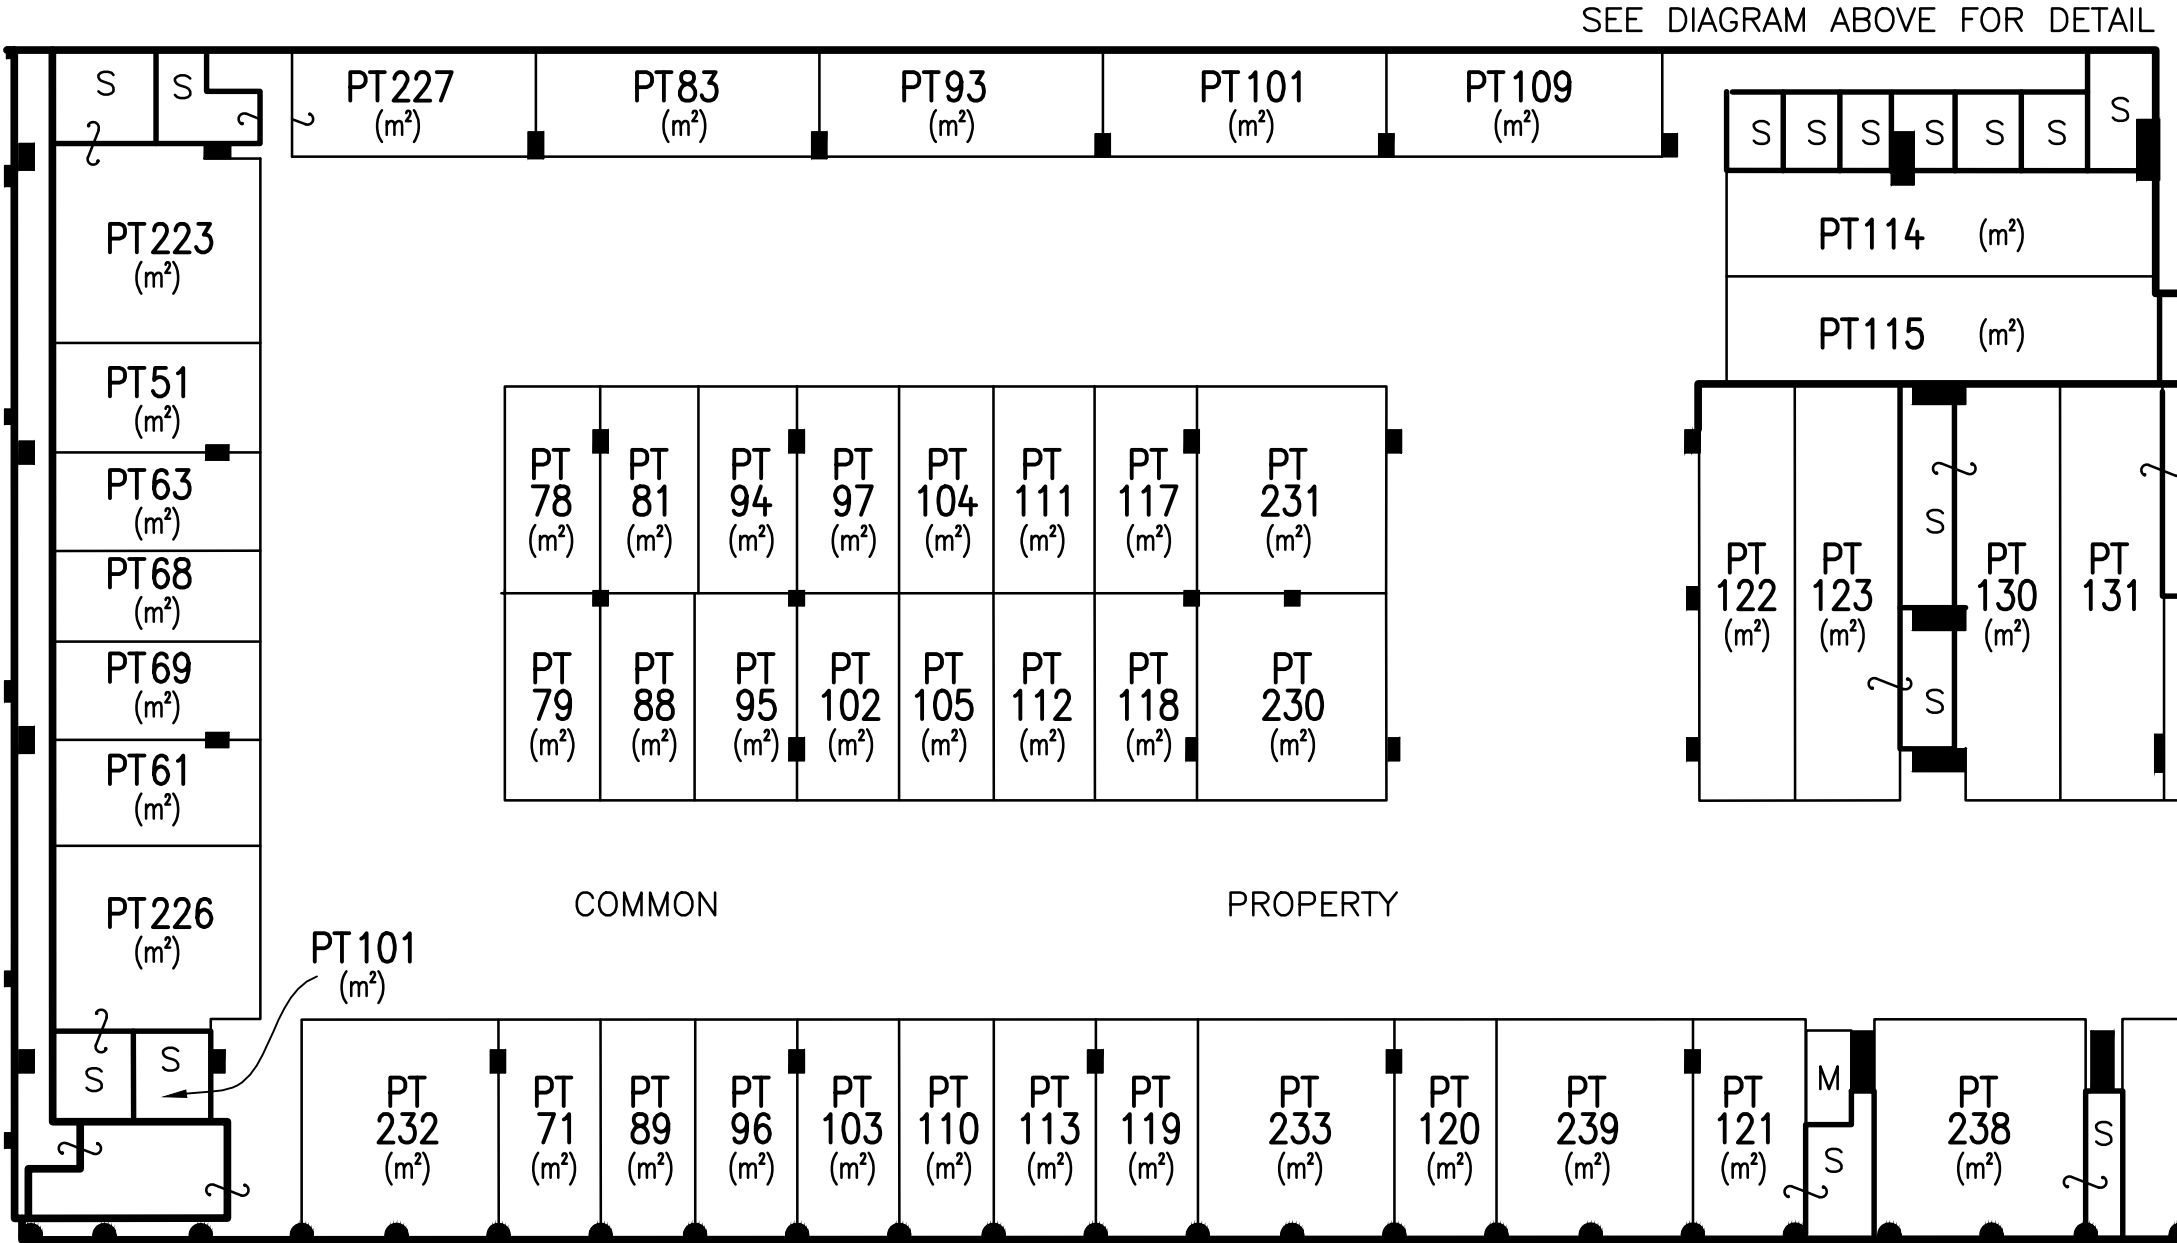 SEE DIAGRAM ABOVE FOR DETAIL
S
S
PT227
(m²)
PT83
(m²)
PT93
(m²)
PT101
(m²)
PT109
(m²)
S
S
S
S
S
S
S
PT223
(m²)
PT114 (m²)
PT115 (m²)
PT51
(m²)
PT63
(m²)
PT68
(m²)
PT69
(m²)
PT61
(m²)
PT226
(m²)
PT
78
(m²)
PT
81
(m²)
PT
94
(m²)
PT
97
(m²)
PT
104
(m²)
PT
111
(m²)
PT
117
(m²)
PT
231
(m²)
PT
79
(m²)
PT
88
(m²)
PT
95
(m²)
PT
102
(m²)
PT
105
(m²)
PT
112
(m²)
PT
118
(m²)
PT
230
(m²)
PT
122
(m²)
PT
123
(m²)
S
S
PT
130
(m²)
PT
131
COMMON PROPERTY
PT101
(m²)
S
S
PT
232
(m²)
PT
71
(m²)
PT
89
(m²)
PT
96
(m²)
PT
103
(m²)
PT
110
(m²)
PT
113
(m²)
PT
119
(m²)
PT
233
(m²)
PT
120
(m²)
PT
239
(m²)
PT
121
(m²)
M
S
PT
238
(m²)
S